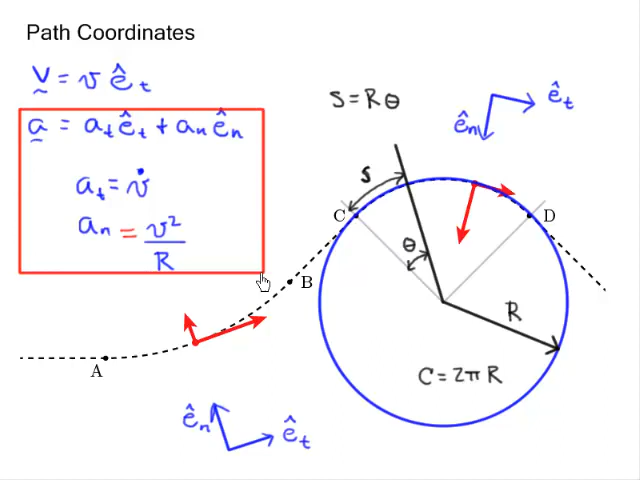 Path Coordinates
v = v ê_t
a = a_t ê_t + a_n ê_n
a_t = v̇
a_n = v²/R
S = Rθ
ê_t
ê_n
S
C
D
θ
B
R
A
C = 2πR
ê_n
ê_t